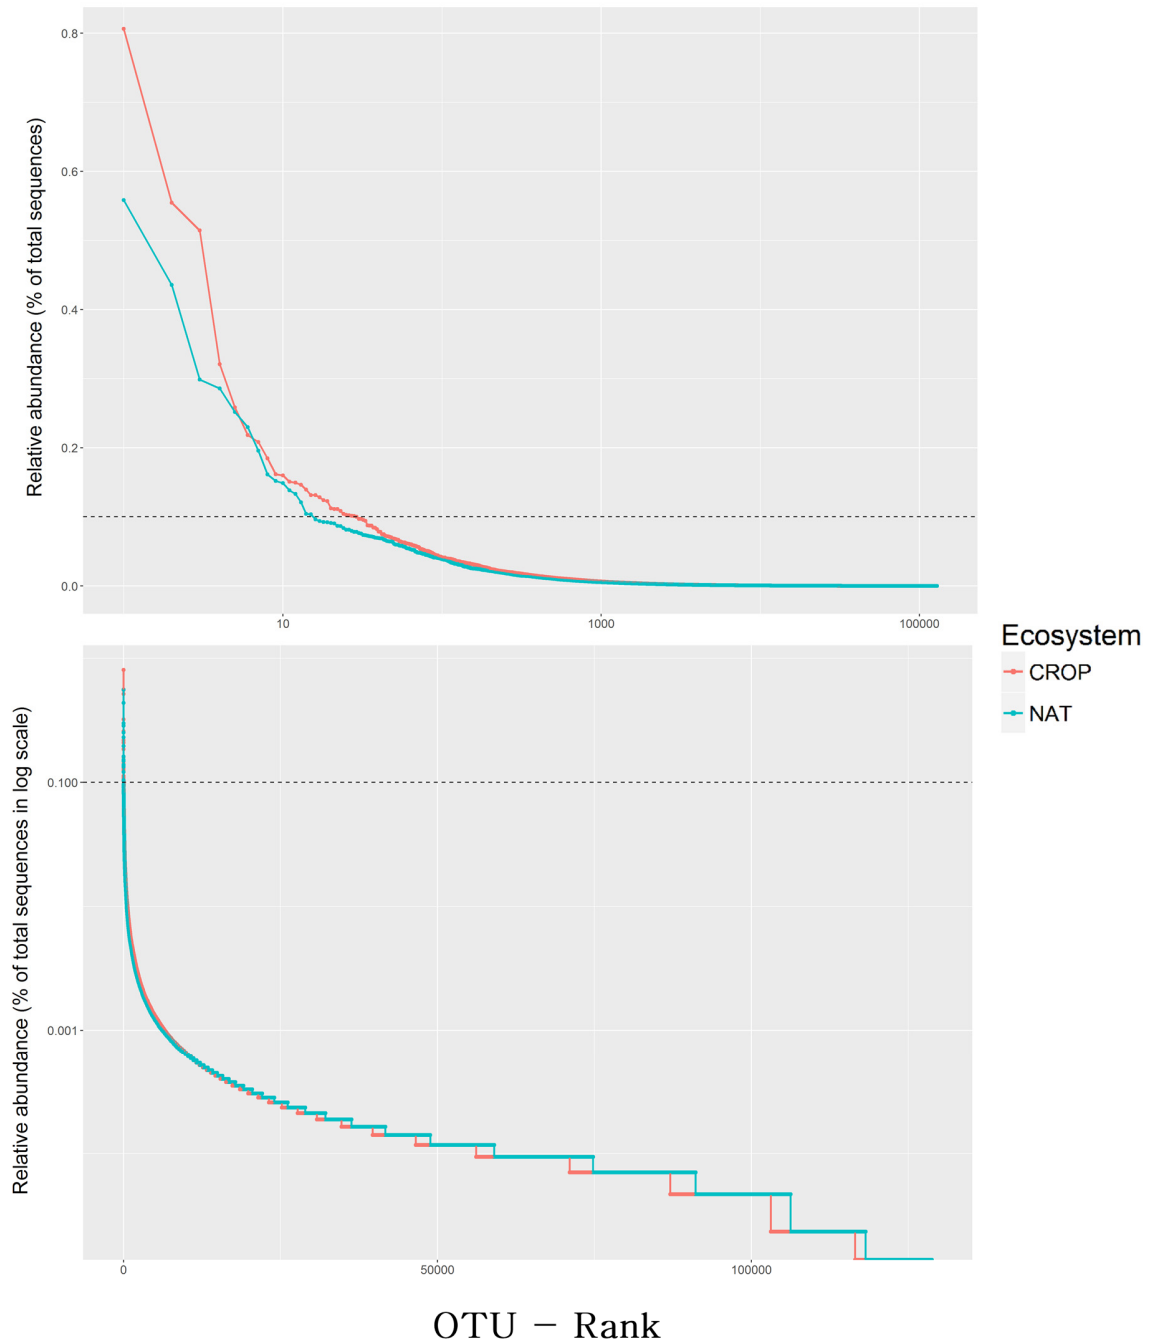 Relative abundance (% of total sequences)
0.8
0.6
0.4
0.2
0.0
10
1000
100000
Ecosystem
CROP
NAT
Relative abundance (% of total sequences in log scale)
0.100
0.001
0
50000
100000
OTU − Rank